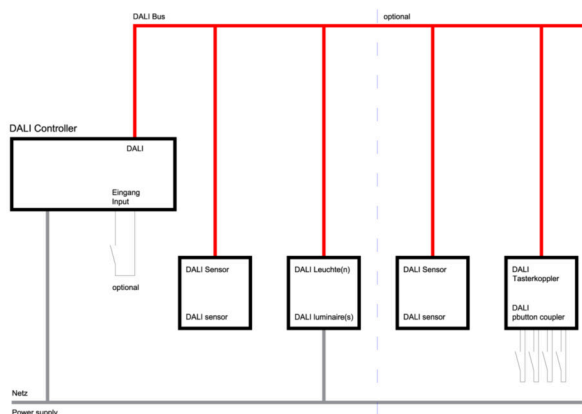 DALI Bus
optional
DALI Controller
DALI
Eingang
Input
optional
DALI Sensor
DALI sensor
DALI Leuchte(n)
DALI luminaire(s)
DALI Sensor
DALI sensor
DALI
Tasterkoppler
DALI
pbutton coupler
Netz
Power supply